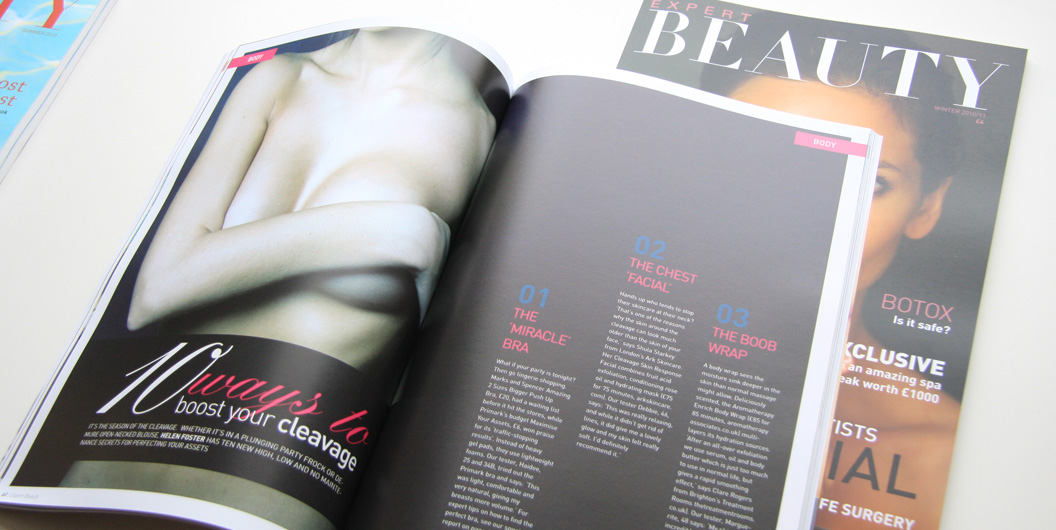 BODY
10 ways to
boost your cleavage
IT'S THE SEASON OF THE CLEAVAGE. WHETHER IT'S IN A PLUNGING PARTY FROCK OR DE-
MURE OPEN-NECKED BLOUSE, HELEN FOSTER HAS TEN NEW HIGH, LOW AND NO MAINTE-
NANCE SECRETS FOR PERFECTING YOUR ASSETS
BODY
01
THE
'MIRACLE'
BRA
What if your party is tonight?
Then go lingerie shopping.
Marks and Spencer Amazing
2 Sizes Bigger Push Up
Bra, £20, had a waiting list
before it hit the stores, while
Primark's budget Maximise
Your Assets, £6, won praise
for its 'traffic-stopping
results'. Instead of
gel pads, they use lightweight
foams. Our tester, Haidee,
25 and 34B, tried out the
Primark bra and says, 'This
was light, comfortable and
very natural, giving my
breasts more volume.' For
expert tips on how to find the
perfect bra, see our
report on
02
THE CHEST
'FACIAL'
Hands up who tends to stop
their skincare at their neck?
That's one of the reasons
why the skin around the
cleavage can look much
older than the skin of your
face,' says Shula Starkey
from London's Ark Skincare.
Her Cleavage Skin Response
Facial combines fruit acid
exfoliation, conditioning rose
oil and hydrating mask (£75
for 75 minutes, arkskincare.
com). Our tester Debbie, 44,
says. 'This was really relaxing,
and while it didn't get rid of
lines, it did give me a lovely
glow and my skin felt really
soft. I'd definitely
recommend it.'
03
THE BOOB
WRAP
A body wrap sees the
moisture sink deeper in the
skin than normal massage
might allow. Deliciously
scented, the Aromatherapy
Enrich Body Wrap (£85 for
85 minutes, aromatherapy
associates.co.uk) multi-
layers its hydration sources.
After an all over exfoliation
we use serum, oil and body
butter which is just too much
to use in normal life, but
gives a rapid smoothing
effect', says Clare Rogers
from Brighton's Treatment
Rooms
co.uk). Our tester,
rite, 48 says:
EXPERT
BEAUTY
WINTER 2010/11
£4
BOTOX
Is it safe?
XCLUSIVE
an amazing spa
eak worth £1000
TISTS
IAL
FE SURGERY
Y
ost
st